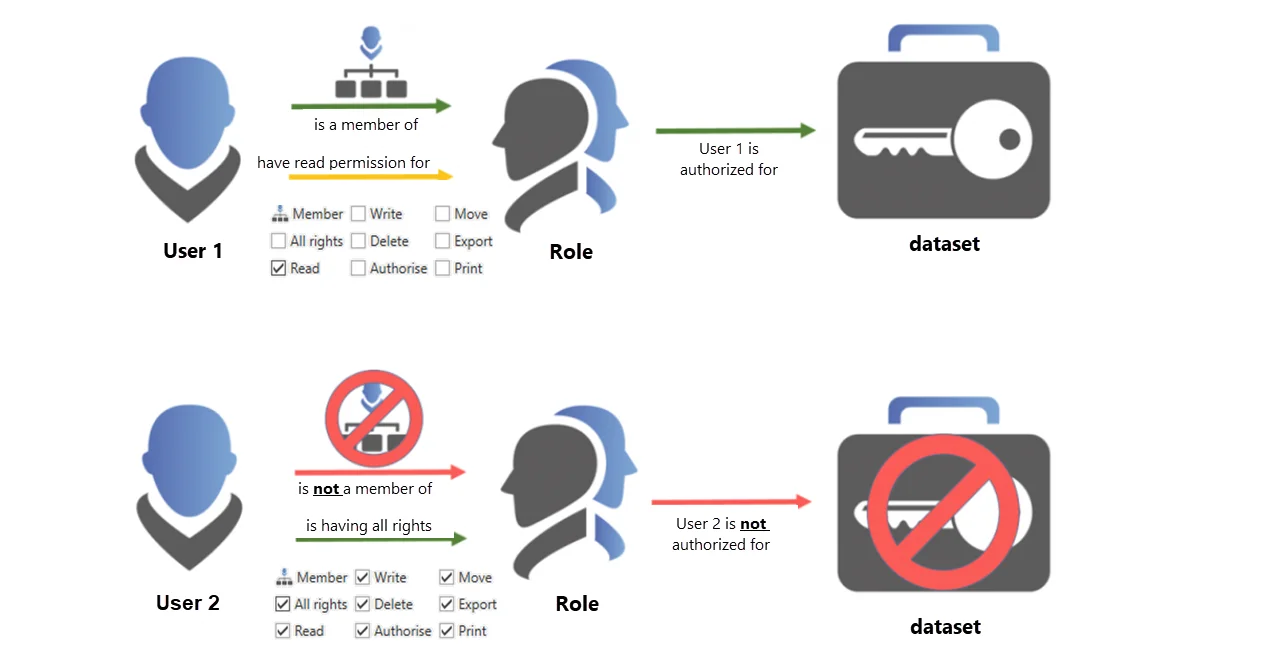 is a member of
have read permission for
Member Write Move
All rights Delete Export
Read Authorise Print
User 1
Role
User 1 is
authorized for
dataset
is not a member of
is having all rights
Member Write Move
All rights Delete Export
Read Authorise Print
User 2
Role
User 2 is not
authorized for
dataset